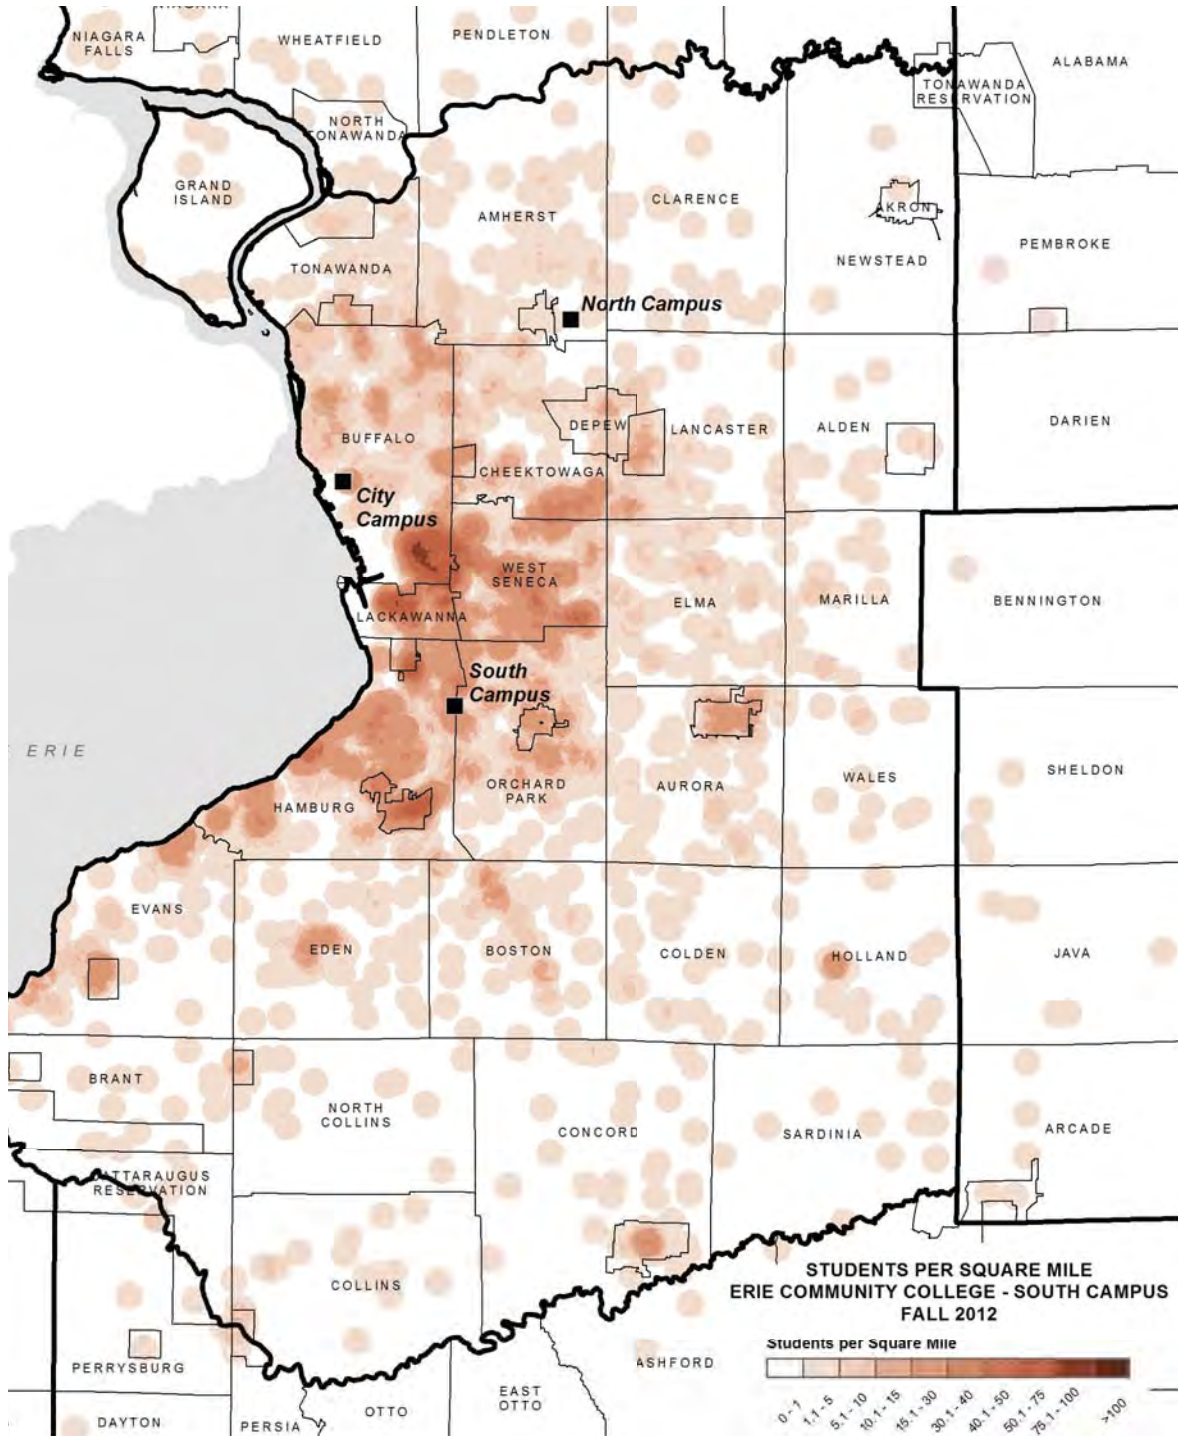 NIAGARA
NIAGARA
FALLS
WHEATFIELD
PENDLETON
ALABAMA
TONAWANDA
RESERVATION
NORTH
TONAWANDA
GRAND
ISLAND
AMHERST
CLARENCE
AKRON
PEMBROKE
NEWSTEAD
TONAWANDA
North Campus
BUFFALO
DEPEW
LANCASTER
ALDEN
DARIEN
CHEEKTOWAGA
City
Campus
WEST
SENECA
LACKAWANNA
ELMA
MARILLA
BENNINGTON
South
Campus
ERIE
HAMBURG
ORCHARD
PARK
AURORA
WALES
SHELDON
EVANS
EDEN
BOSTON
COLDEN
HOLLAND
JAVA
BRANT
NORTH
COLLINS
CONCORD
SARDINIA
ARCADE
CATTARAUGUS
RESERVATION
COLLINS
STUDENTS PER SQUARE MILE
ERIE COMMUNITY COLLEGE - SOUTH CAMPUS
FALL 2012
Students per Square Mile
0 - 1
1.1 - 5
5.1 - 10
10.1 - 15
15.1 - 30
30.1 - 40
40.1 - 50
50.1 - 75
75.1 - 100
>100
PERRYSBURG
ASHFORD
DAYTON
PERSIA
OTTO
EAST
OTTO